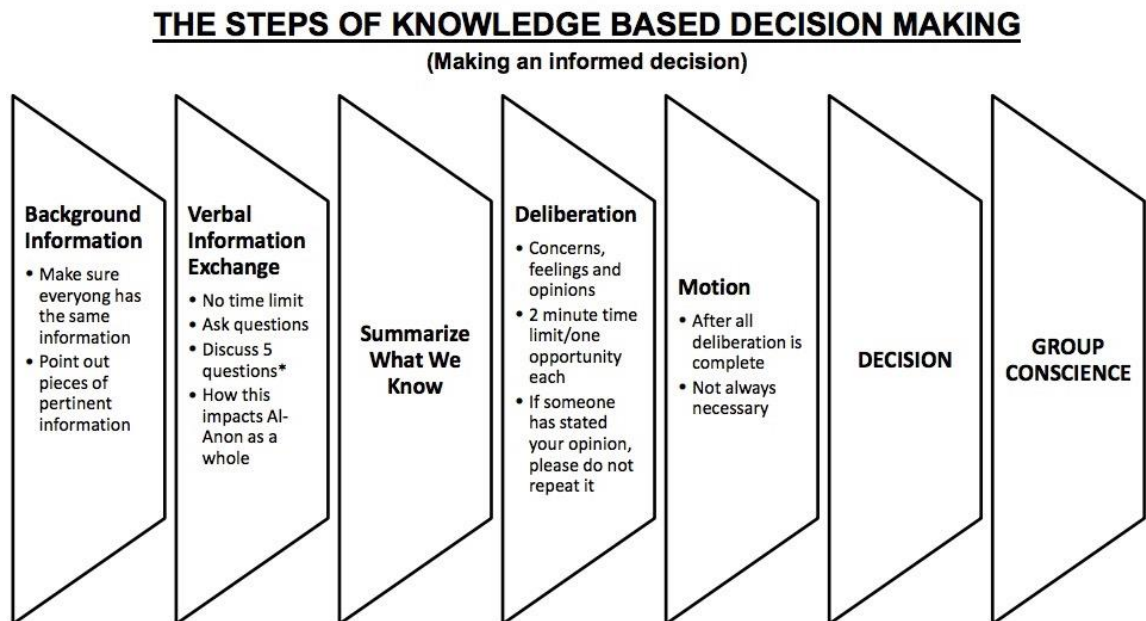 THE STEPS OF KNOWLEDGE BASED DECISION MAKING
(Making an informed decision)
Background
Information
• Make sure
everyong has
the same
information
• Point out
pieces of
pertinent
information
Verbal
Information
Exchange
• No time limit
• Ask questions
• Discuss 5
questions*
• How this
impacts Al-
Anon as a
whole
Summarize
What We
Know
Deliberation
• Concerns,
feelings and
opinions
• 2 minute time
limit/one
opportunity
each
• If someone
has stated
your opinion,
please do not
repeat it
Motion
• After all
deliberation is
complete
• Not always
necessary
DECISION
GROUP
CONSCIENCE